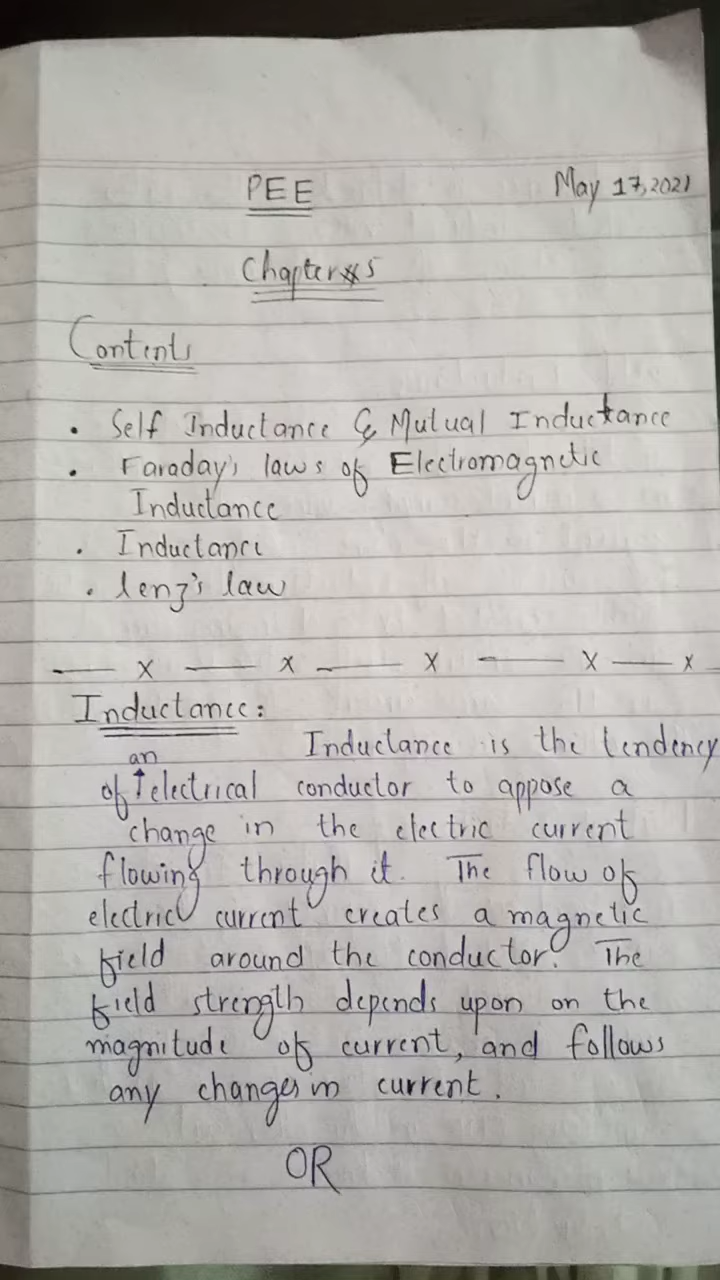 PEE
May 17, 2021
Chapter # 5
Contents
• Self Inductance & Mutual Inductance
• Faraday's laws of Electromagnetic
Inductance
• Inductance
• lenz's law
— x — x — x — x — x
Inductance:
Inductance is the tendency
of an electrical conductor to appose a
change in the electric current
flowing through it. The flow of
electric current creates a magnetic
field around the conductor. The
field strength depends upon on the
magnitude of current, and follows
any changes in current.
OR